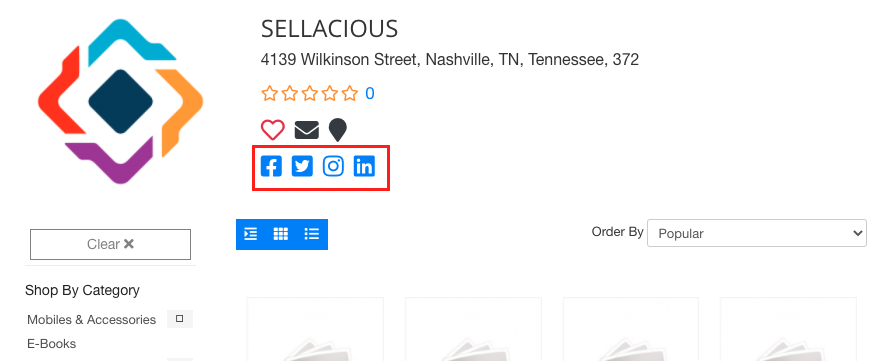 SELLACIOUS
4139 Wilkinson Street, Nashville, TN, Tennessee, 372
0
Clear ×
Order By Popular
Shop By Category
Mobiles & Accessories
E-Books